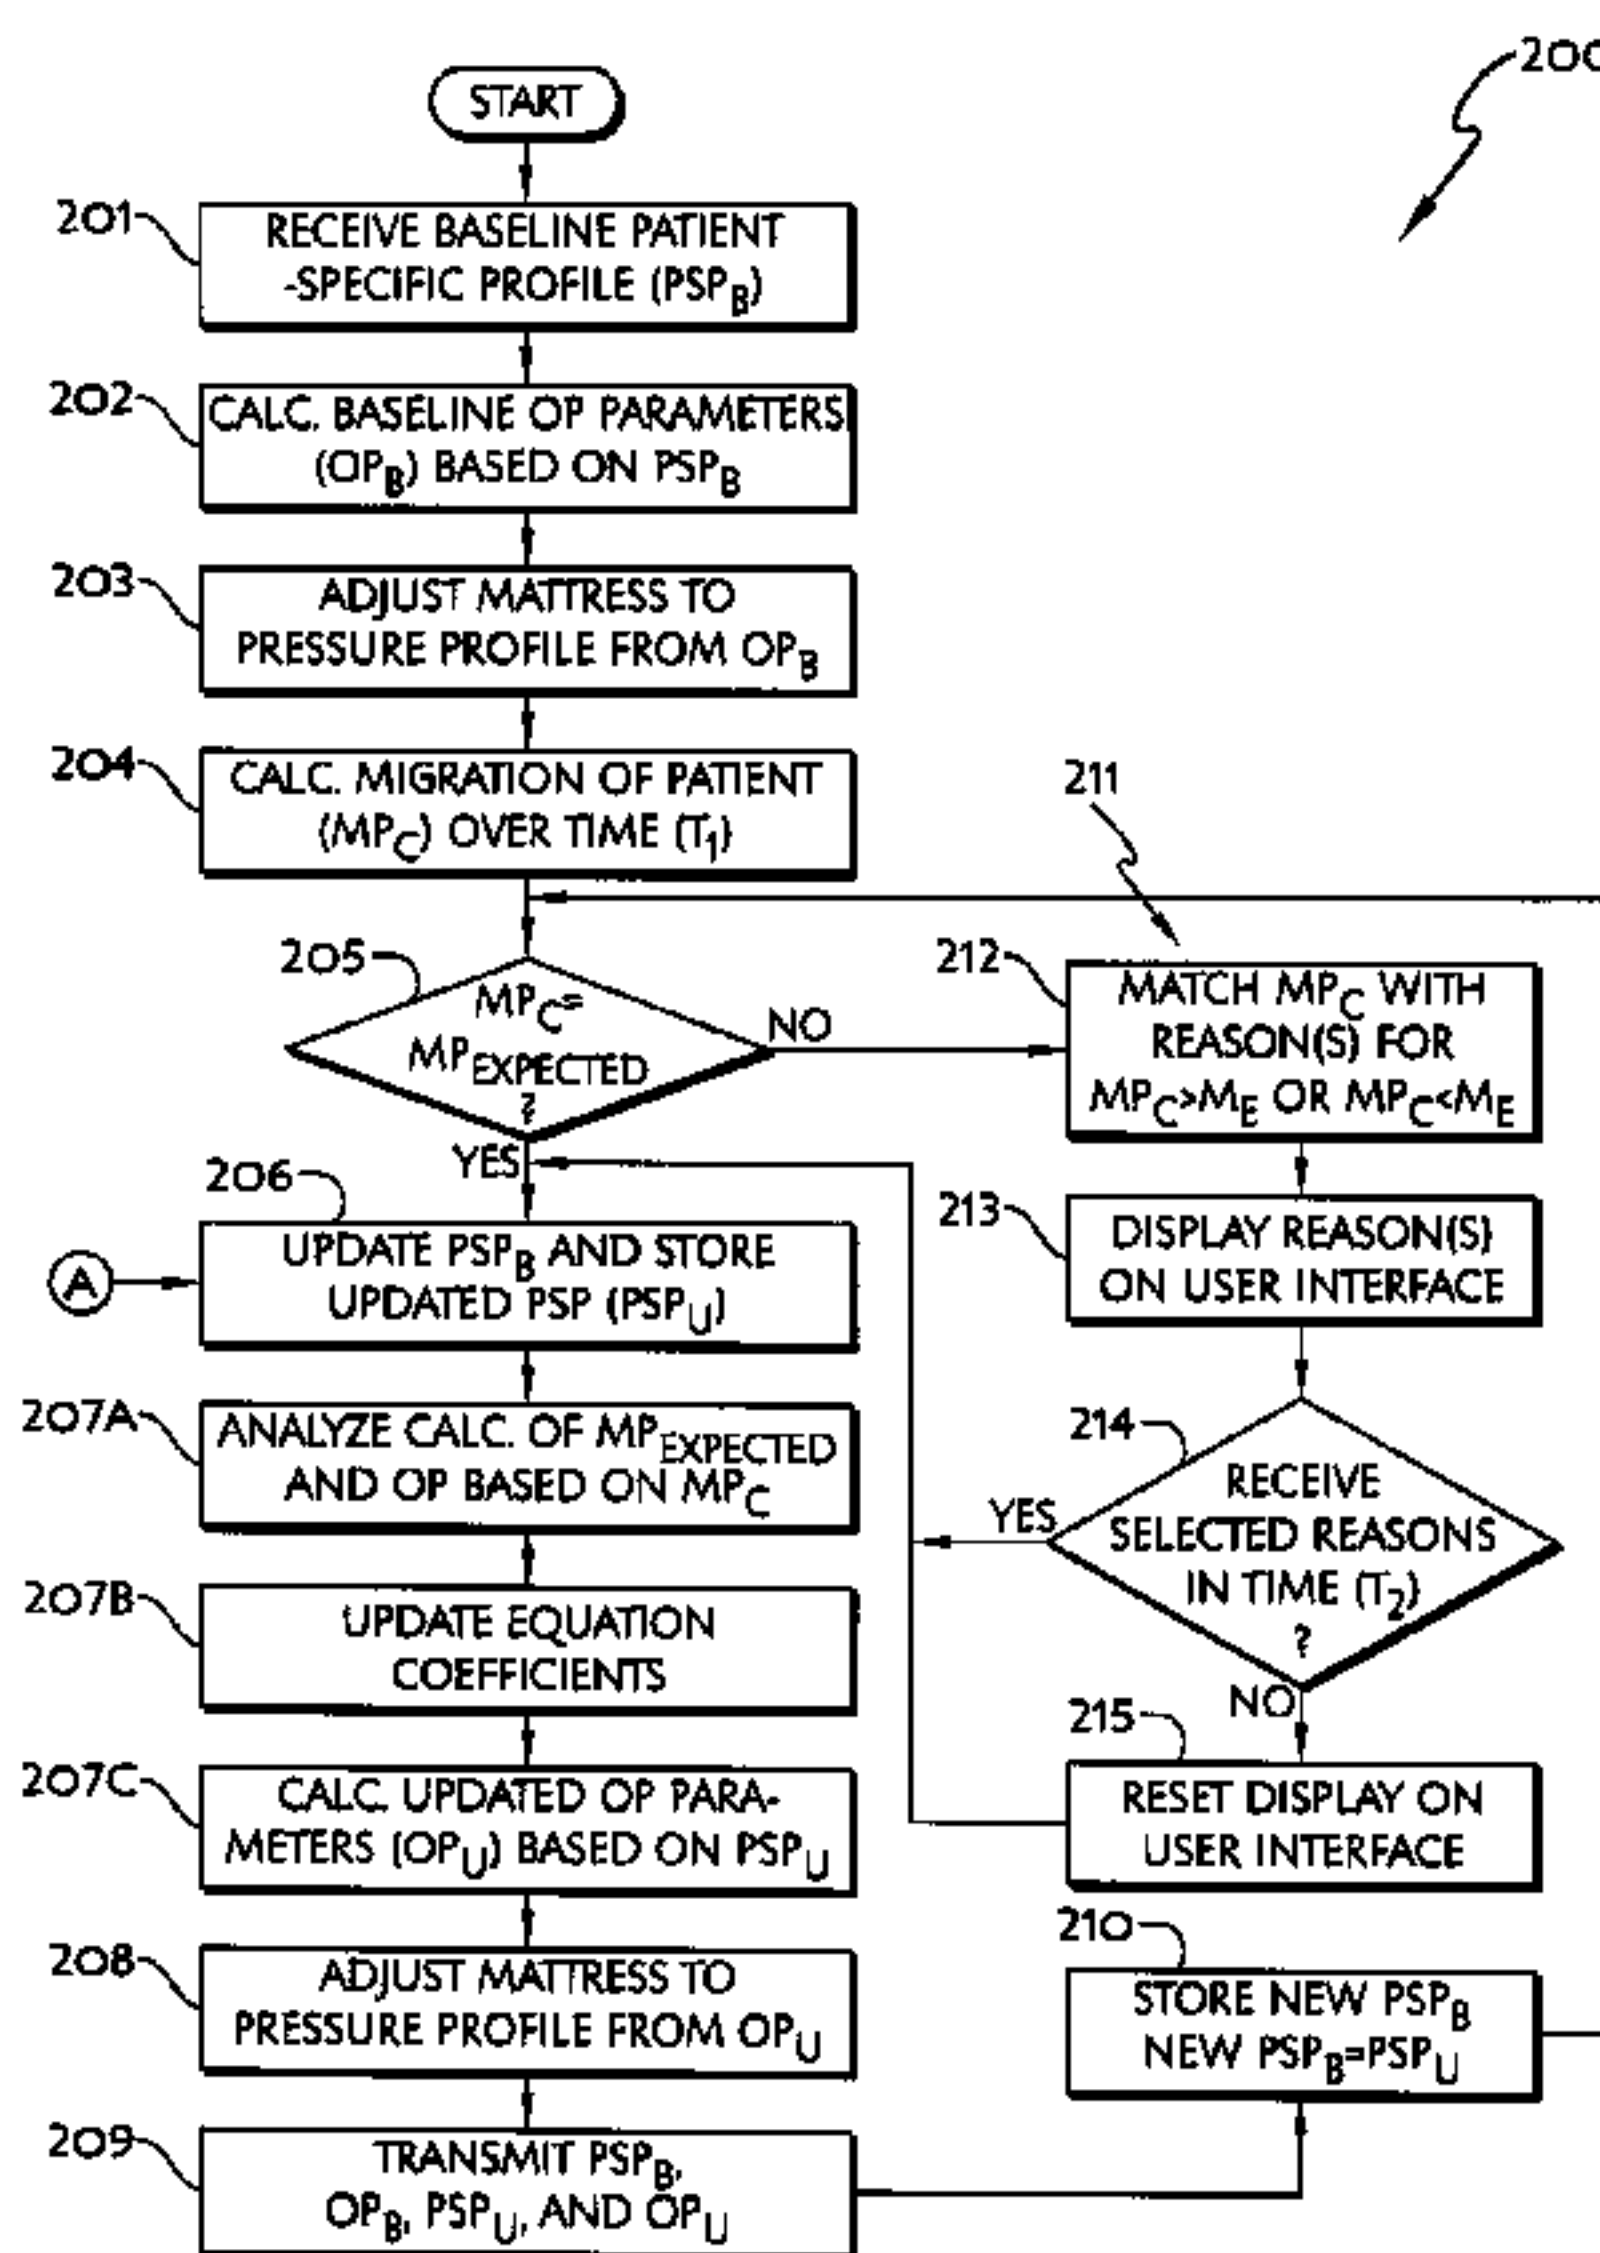 200
START
201
RECEIVE BASELINE PATIENT
-SPECIFIC PROFILE (PSPB)
202
CALC. BASELINE OP PARAMETERS
(OPB) BASED ON PSPB
203
ADJUST MATTRESS TO
PRESSURE PROFILE FROM OPB
204
CALC. MIGRATION OF PATIENT
(MPC) OVER TIME (T1)
205
MPC=
MPEXPECTED
?
NO
YES
206
A
UPDATE PSPB AND STORE
UPDATED PSP (PSPU)
207A
ANALYZE CALC. OF MPEXPECTED
AND OP BASED ON MPC
207B
UPDATE EQUATION
COEFFICIENTS
207C
CALC. UPDATED OP PARA-
METERS (OPU) BASED ON PSPU
208
ADJUST MATTRESS TO
PRESSURE PROFILE FROM OPU
209
TRANSMIT PSPB,
OPB, PSPU, AND OPU
211
212
MATCH MPC WITH
REASON(S) FOR
MPC>ME OR MPC<ME
213
DISPLAY REASON(S)
ON USER INTERFACE
214
RECEIVE
SELECTED REASONS
IN TIME (T2)
?
YES
NO
215
RESET DISPLAY ON
USER INTERFACE
210
STORE NEW PSPB
NEW PSPB=PSPU